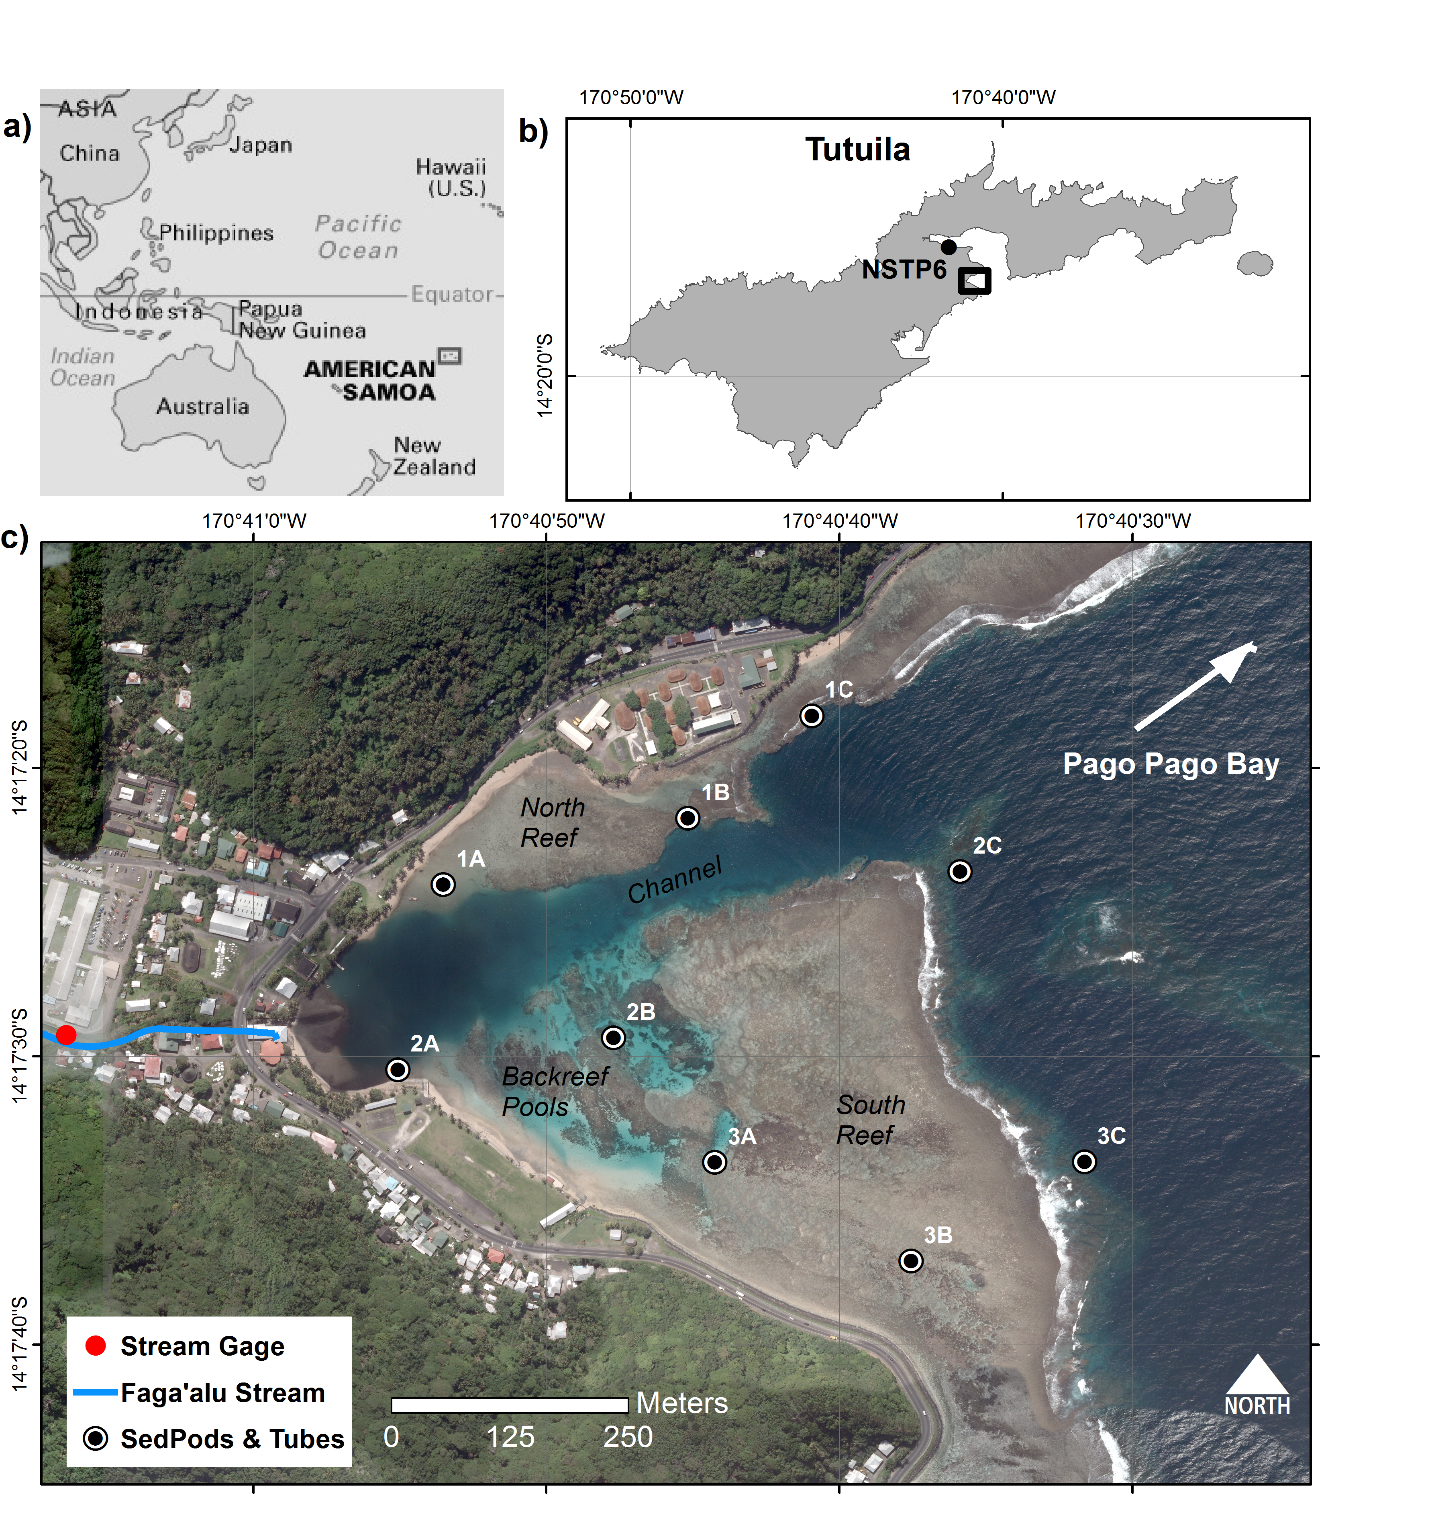 a)
ASIA
China
Japan
Hawaii
(U.S.)
Philippines
Pacific
Ocean
Equator
Indonesia
Papua
New Guinea
Indian
Ocean
AMERICAN
SAMOA
Australia
New
Zealand
b)
170°50'0"W
170°40'0"W
Tutuila
NSTP6
14°20'0"S
c)
170°41'0"W
170°40'50"W
170°40'40"W
170°40'30"W
14°17'20"S
14°17'30"S
14°17'40"S
1C
Pago Pago Bay
1B
North
Reef
1A
2C
Channel
2B
2A
Backreef
Pools
South
Reef
3A
3C
3B
Stream Gage
Faga'alu Stream
SedPods & Tubes
Meters
0
125
250
NORTH